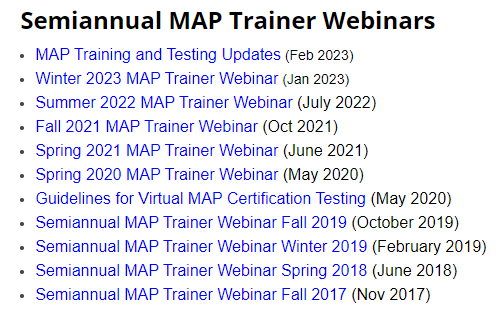 Semiannual MAP Trainer Webinars
MAP Training and Testing Updates (Feb 2023)
Winter 2023 MAP Trainer Webinar (Jan 2023)
Summer 2022 MAP Trainer Webinar (July 2022)
Fall 2021 MAP Trainer Webinar (Oct 2021)
Spring 2021 MAP Trainer Webinar (June 2021)
Spring 2020 MAP Trainer Webinar (May 2020)
Guidelines for Virtual MAP Certification Testing (May 2020)
Semiannual MAP Trainer Webinar Fall 2019 (October 2019)
Semiannual MAP Trainer Webinar Winter 2019 (February 2019)
Semiannual MAP Trainer Webinar Spring 2018 (June 2018)
Semiannual MAP Trainer Webinar Fall 2017 (Nov 2017)